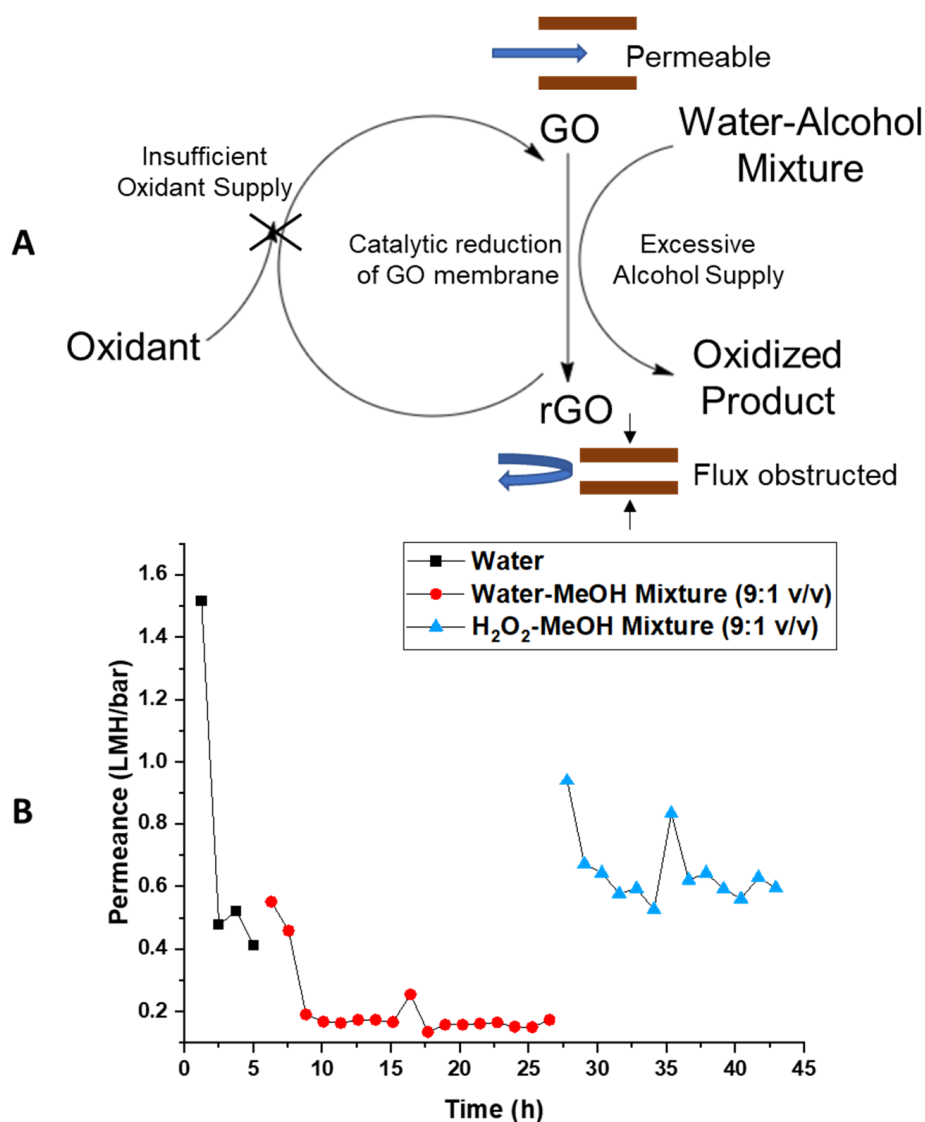 Permeable
GO
Water-Alcohol
Mixture
Insufficient
Oxidant Supply
A
Catalytic reduction
of GO membrane
Excessive
Alcohol Supply
Oxidant
Oxidized
Product
rGO
Flux obstructed
B
Water
Water-MeOH Mixture (9:1 v/v)
H₂O₂-MeOH Mixture (9:1 v/v)
Permeance (LMH/bar)
1.6
1.4
1.2
1.0
0.8
0.6
0.4
0.2
0 5 10 15 20 25 30 35 40 45
Time (h)